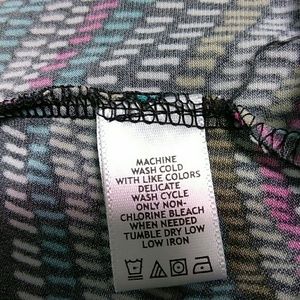 MACHINE
WASH COLD
WITH LIKE COLORS
DELICATE
WASH CYCLE
ONLY NON-
CHLORINE BLEACH
WHEN NEEDED
TUMBLE DRY LOW
LOW IRON